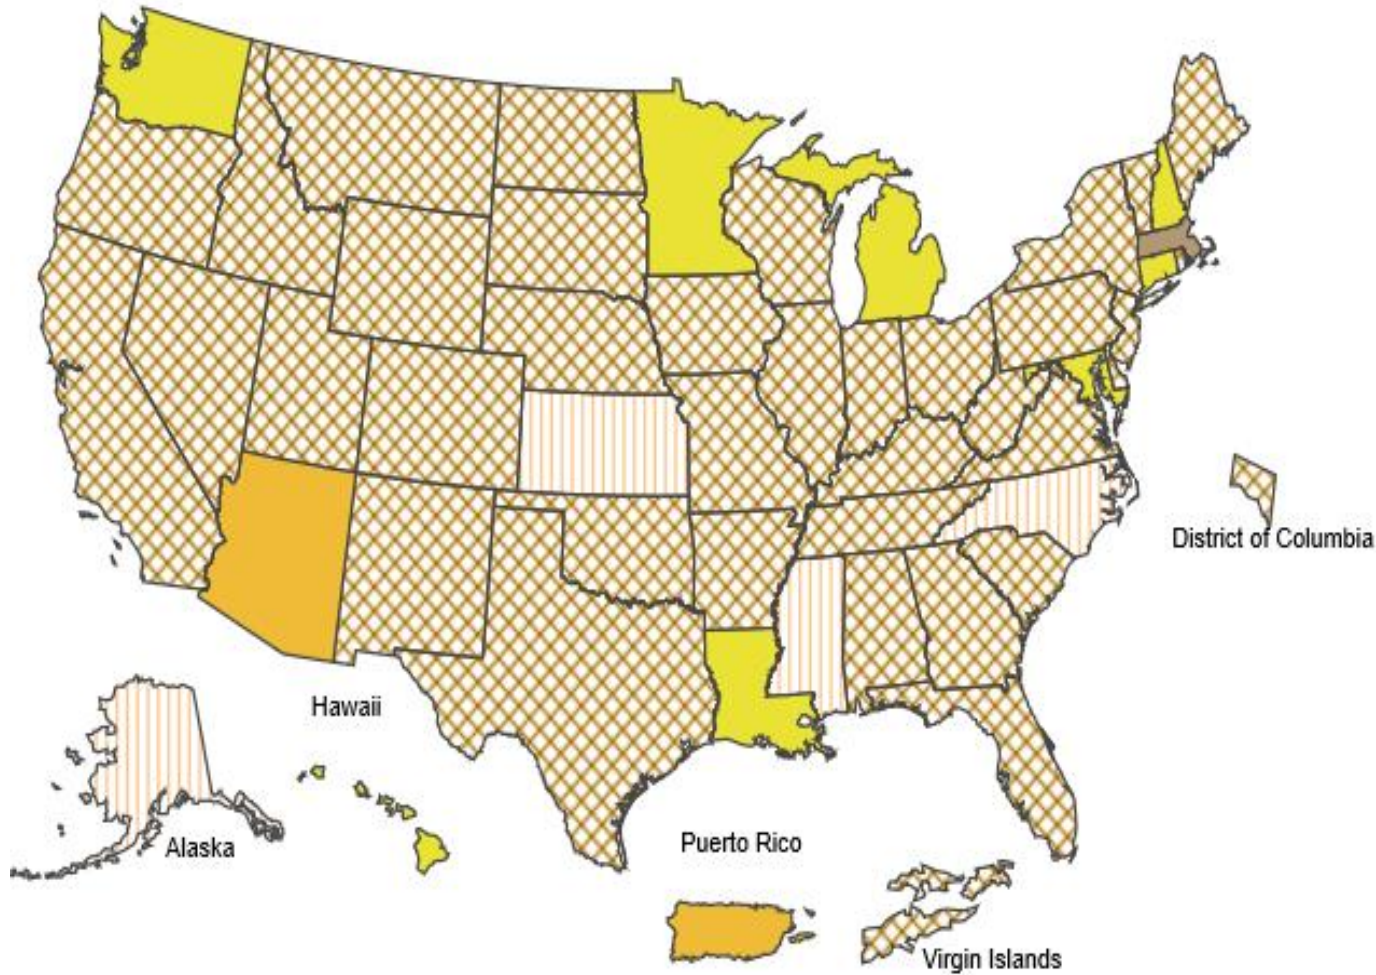 District of Columbia
Hawaii
Alaska
Puerto Rico
Virgin Islands